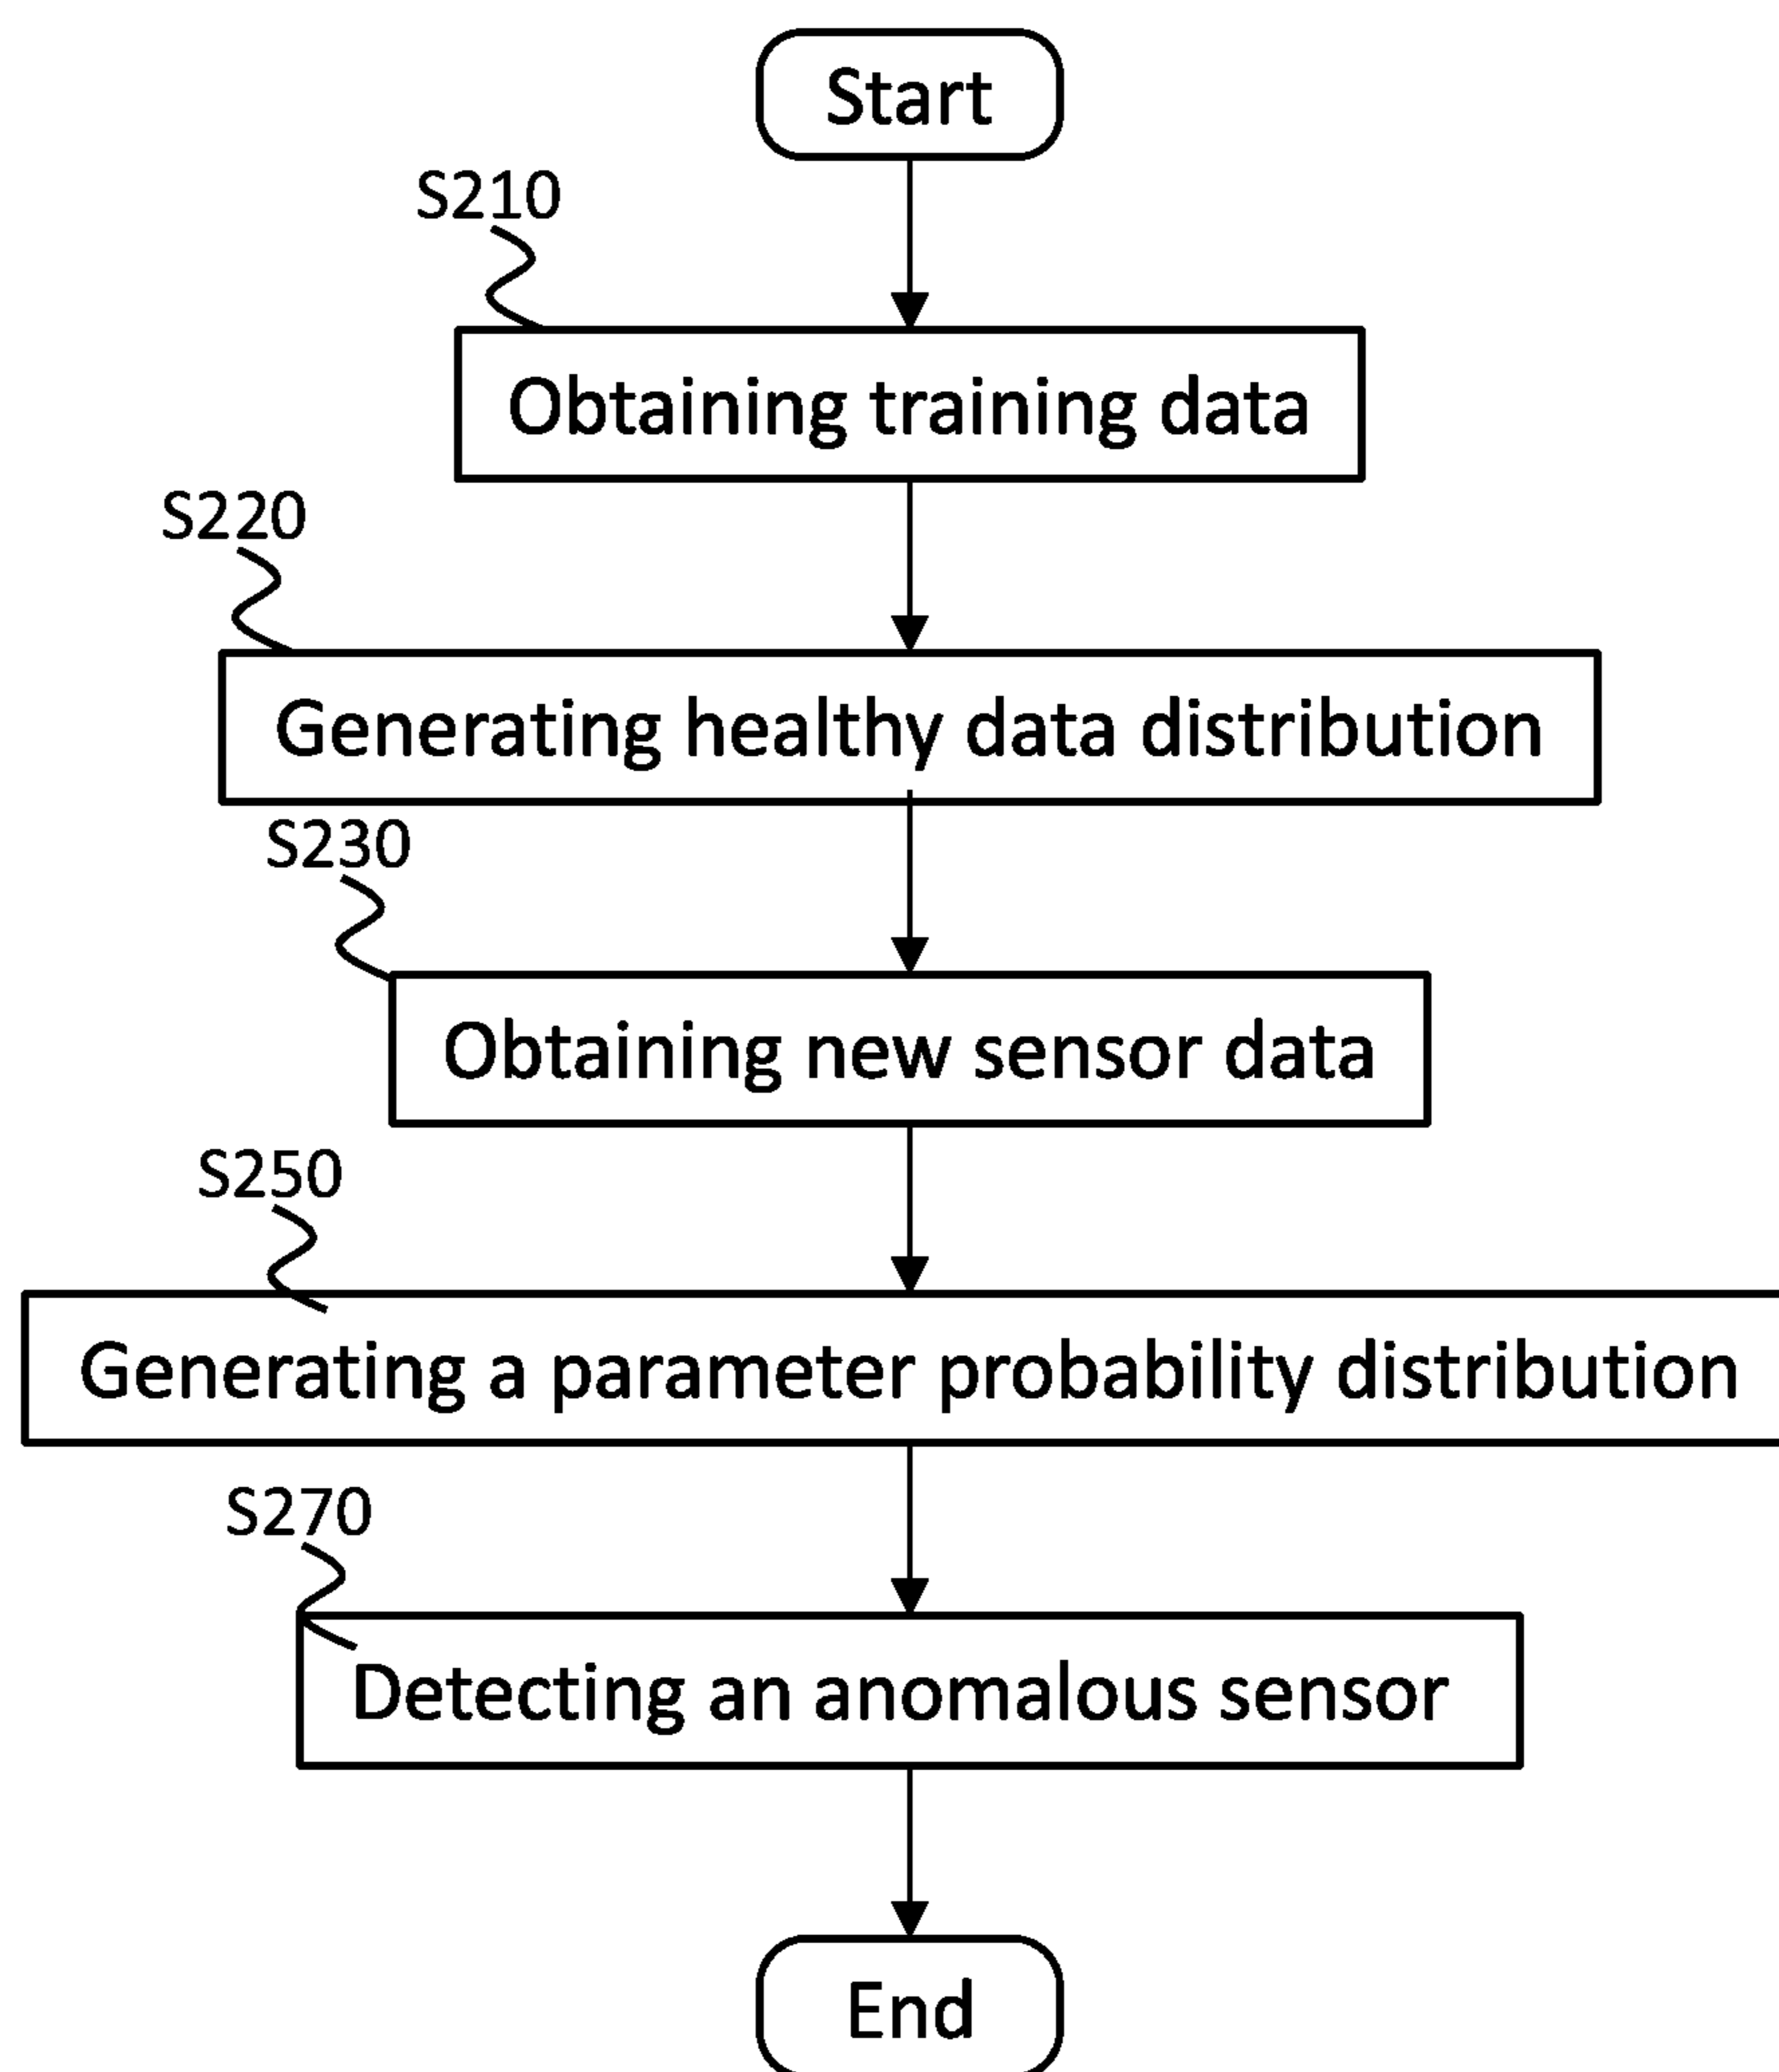 Start
S210
Obtaining training data
S220
Generating healthy data distribution
S230
Obtaining new sensor data
S250
Generating a parameter probability distribution
S270
Detecting an anomalous sensor
End